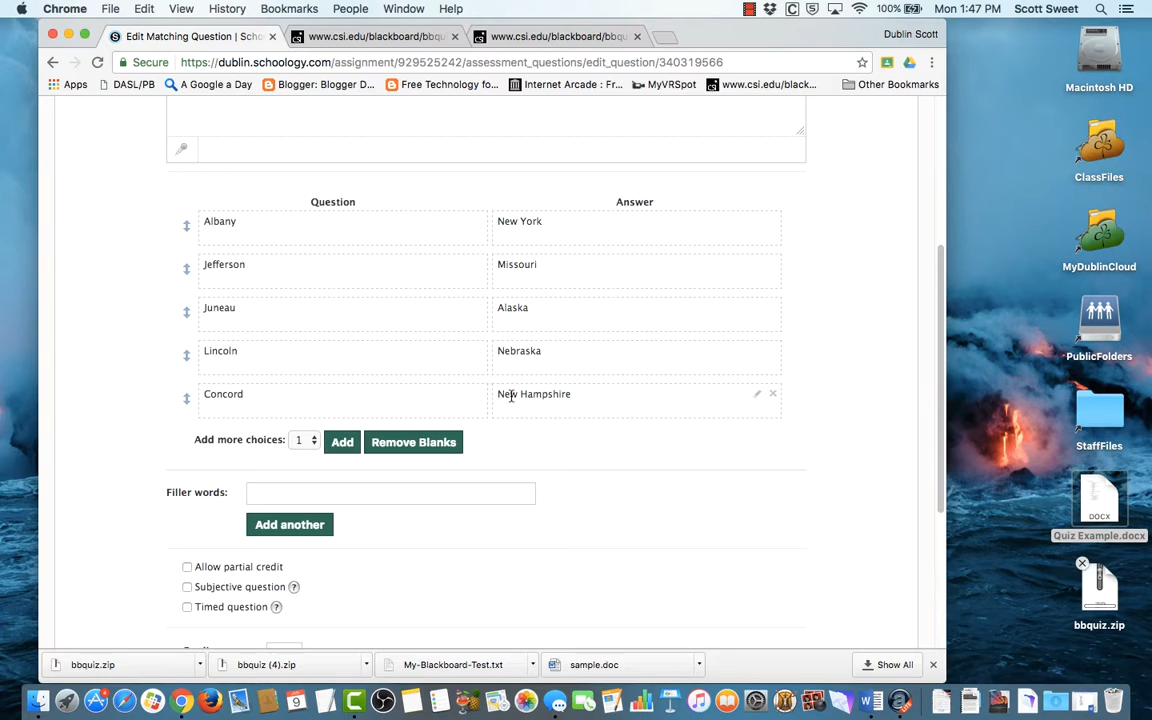 Chrome File Edit View History Bookmarks People Window Help 100% Mon 1:47 PM Scott Sweet
Edit Matching Question | Scho www.csi.edu/blackboard/bbqu www.csi.edu/blackboard/bbqu Dublin Scott
Secure https://dublin.schoology.com/assignment/929525242/assessment_questions/edit_question/340319566
Apps DASL/PB A Google a Day Blogger: Blogger D... Free Technology fo... Internet Arcade : Fr... MyVRSpot www.csi.edu/black... Other Bookmarks
Macintosh HD
ClassFiles
MyDublinCloud
PublicFolders
StaffFiles
DOCX
Quiz Example.docx
bbquiz.zip
Question Answer
Albany New York
Jefferson Missouri
Juneau Alaska
Lincoln Nebraska
Concord New Hampshire
Add more choices: 1 Add Remove Blanks
Filler words:
Add another
Allow partial credit
Subjective question ?
Timed question ?
bbquiz.zip bbquiz (4).zip My-Blackboard-Test.txt sample.doc Show All